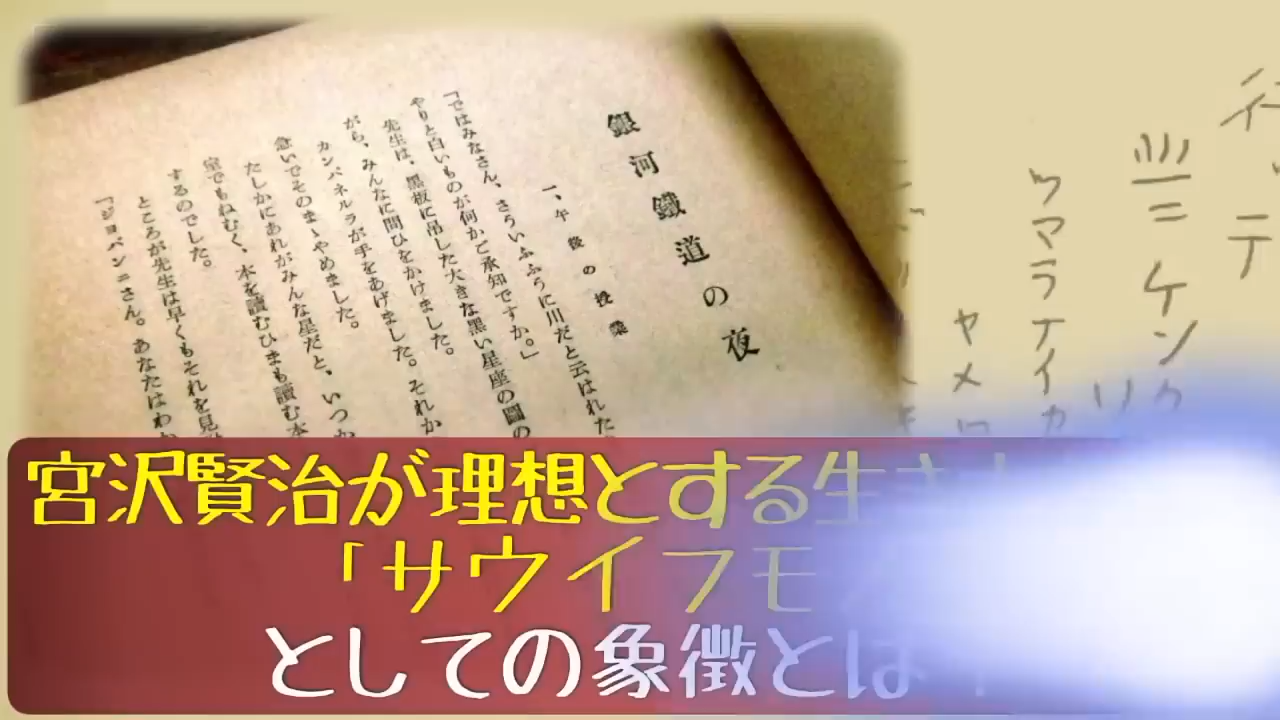 銀河鐵道の夜
一、午後の授業
「ではみなさん、さういふふうに川だと云はれた
やりと白いものが何かご承知ですか。」
先生は、黒板に吊した大きな黒い星座の圖の
がら、みんなに問ひをかけました。
カンパネルラが手をあげました。それか
念いでそのまゝやめました。
たしかにあれがみんな星だと、いつか
室でもねむく、本を讀むひまも讀む本
するのでした。
ところが先生は早くもそれを見
「ジョバンニさん。あなたはわか
行ッテ
ケンク
ツマラナイカ
ヤメロ
宮沢賢治が理想とする生き
「サウイフモ
としての象徴とは